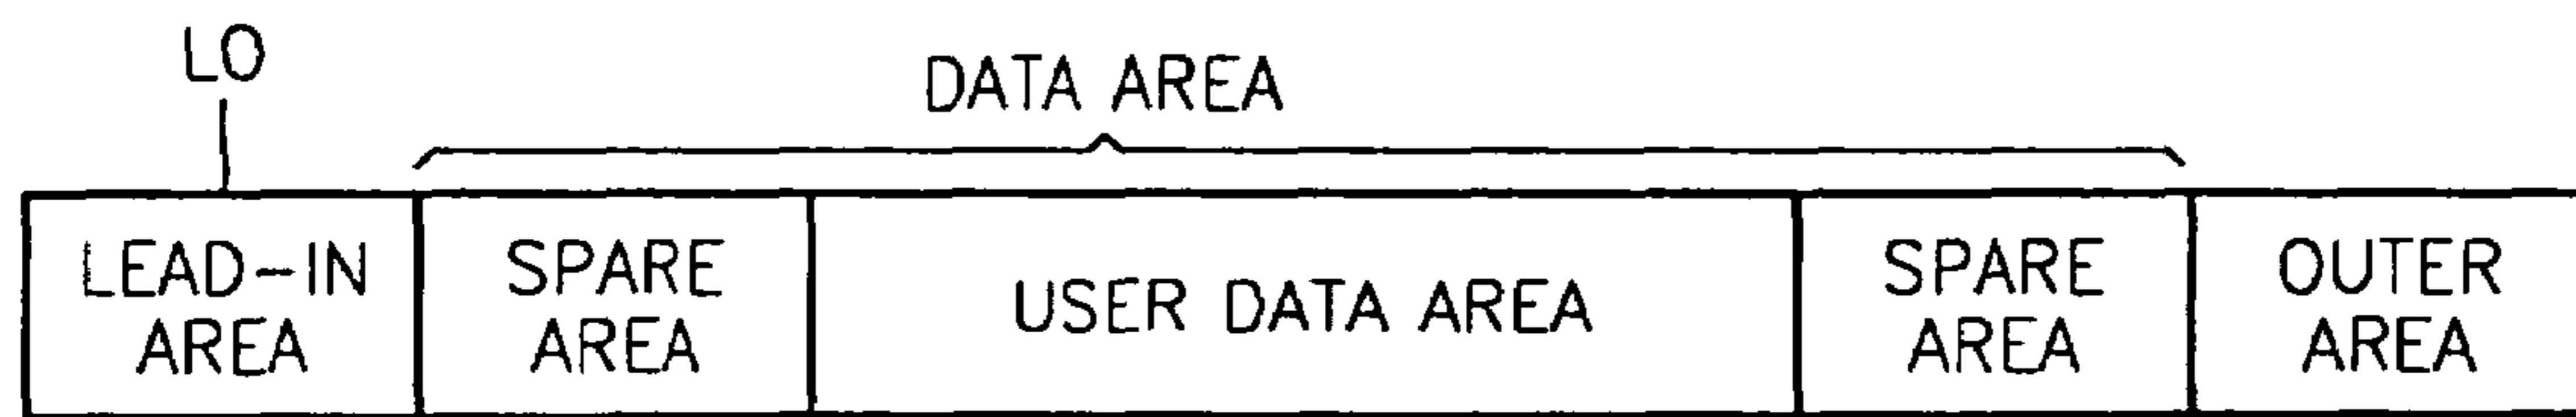 LO
DATA AREA
LEAD-IN
AREA
SPARE
AREA
USER DATA AREA
SPARE
AREA
OUTER
AREA